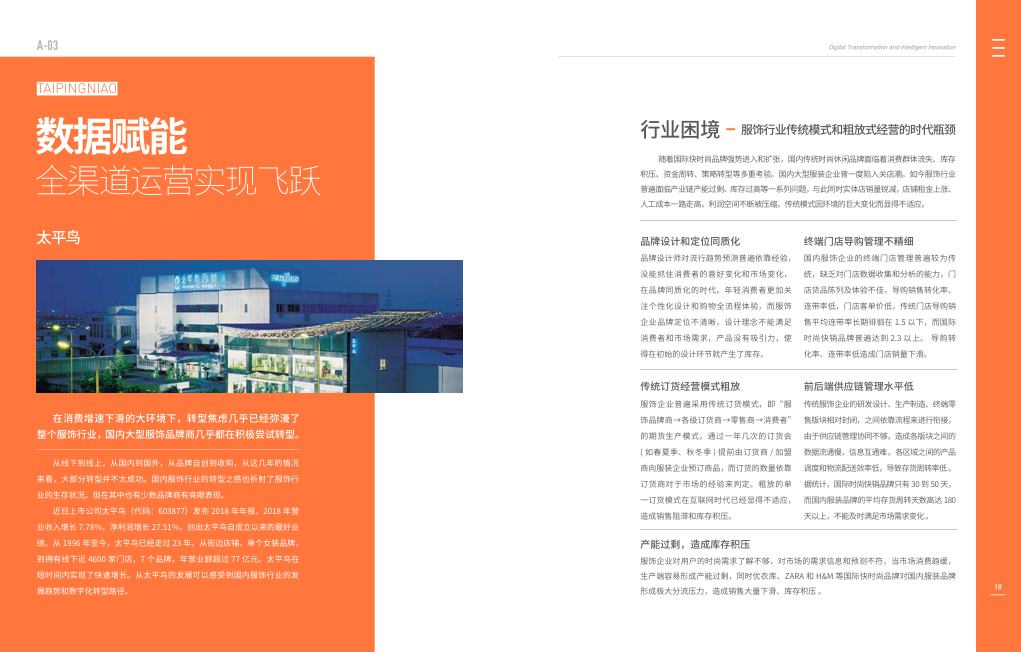 A-03
TAIPINGNIAO
数据赋能
全渠道运营实现飞跃
太平鸟
在消费增速下滑的大环境下，转型焦虑几乎已经弥漫了
整个服饰行业，国内大型服饰品牌商几乎都在积极尝试转型。
从线下到线上，从国内到国外，从品牌自创到收购，从这几年的情况
来看，大部分转型并不太成功。国内服饰行业的转型之惑也折射了服饰行
业的生存状况。但在其中也有少数品牌商有亮眼表现。
近日上市公司太平鸟（代码：603877）发布 2018 年年报，2018 年营
业收入增长 7.78%，净利润增长 27.51%，创出太平鸟自成立以来的最好业
绩。从 1996 年至今，太平鸟已经走过 23 年。从街边店铺、单个女装品牌，
到拥有线下近 4600 家门店，7 个品牌，年营业额超过 77 亿元。太平鸟在
短时间内实现了快速增长。从太平鸟的发展可以感受到国内服饰行业的发
展趋势和数字化转型路径。
Digital Transformation and Intelligent Innovation
行业困境 – 服饰行业传统模式和粗放式经营的时代瓶颈
随着国际快时尚品牌强势进入和扩张，国内传统时尚休闲品牌面临着消费群体流失、库存
积压、资金周转、策略转型等多重考验。国内大型服装企业曾一度陷入关店潮。如今服饰行业
普遍面临产业链产能过剩、库存过高等一系列问题，与此同时实体店销量锐减，店铺租金上涨、
人工成本一路走高，利润空间不断被压缩，传统模式因环境的巨大变化而显得不适应。
品牌设计和定位同质化
品牌设计师对流行趋势预测普遍依靠经验，
没能抓住消费者的喜好变化和市场变化，
在品牌同质化的时代，年轻消费者更加关
注个性化设计和购物全流程体验，而服饰
企业品牌定位不清晰，设计理念不能满足
消费者和市场需求，产品没有吸引力，使
得在初始的设计环节就产生了库存。
终端门店导购管理不精细
国内服饰企业的终端门店管理普遍较为传
统，缺乏对门店数据收集和分析的能力，门
店货品陈列及体验不佳，导购销售转化率、
连带率低，门店客单价低，传统门店导购销
售平均连带率长期徘徊在 1.5 以下，而国际
时尚快销品牌普遍达到 2.3 以上。 导购转
化率、连带率低造成门店销量下滑。
传统订货经营模式粗放
服饰企业普遍采用传统订货模式，即“服
饰品牌商→各级订货商→零售商→消费者”
的期货生产模式，通过一年几次的订货会
( 如春夏季、秋冬季 ) 提前由订货商 / 加盟
商向服装企业预订商品，而订货的数量依靠
订货商对于市场的经验来判定。粗放的单
一订货模式在互联网时代已经显得不适应，
造成销售阻滞和库存积压。
前后端供应链管理水平低
传统服饰企业的研发设计、生产制造、终端零
售版块相对封闭，之间依靠流程来进行衔接，
由于供应链管理协同不够，造成各版块之间的
数据流通慢，信息互通难。各区域之间的产品
调度和物流配送效率低，导致存货周转率低。
据统计，国际时尚快销品牌只有 30 到 50 天，
而国内服装品牌的平均存货周转天数高达 180
天以上，不能及时满足市场需求变化。
产能过剩，造成库存积压
服饰企业对用户的时尚需求了解不够，对市场的需求信息和预测不符，当市场消费趋缓，
生产端容易形成产能过剩，同时优衣库、ZARA 和 H&M 等国际快时尚品牌对国内服装品牌
形成极大分流压力，造成销售大量下滑、库存积压 。
16